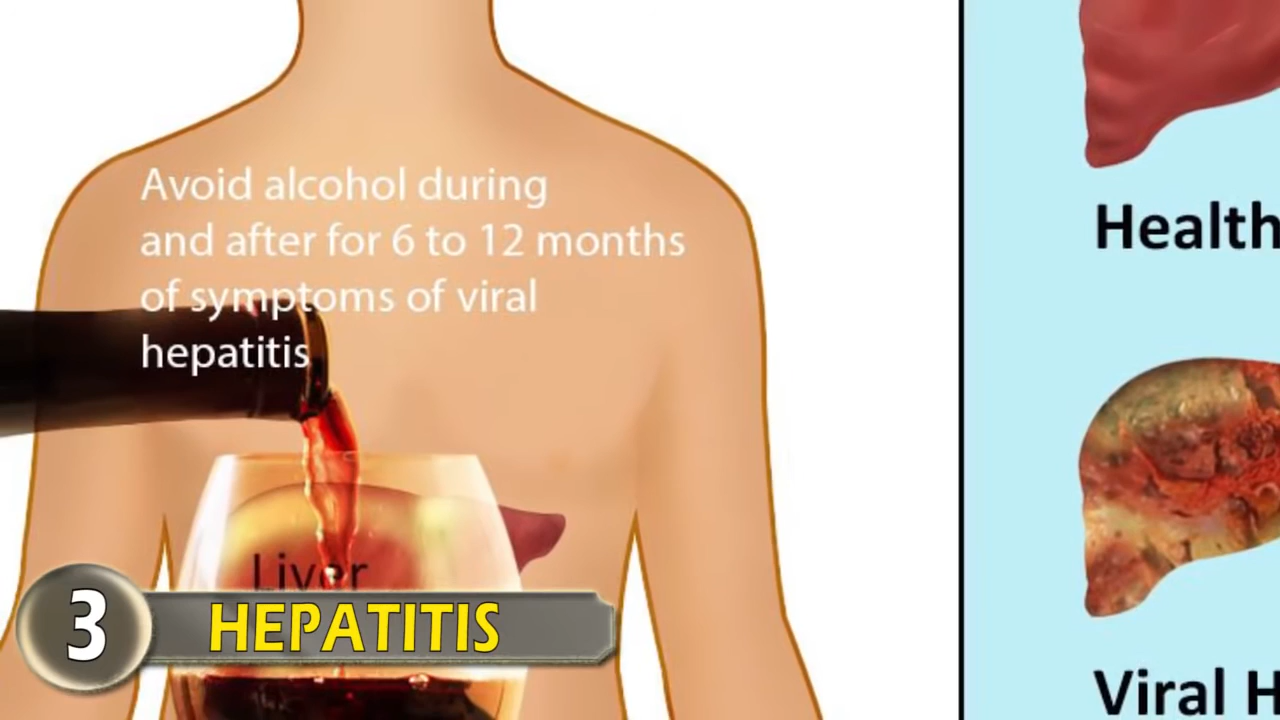 Avoid alcohol during
and after for 6 to 12 months
of symptoms of viral
hepatitis
Liver
3 HEPATITIS
Health
Viral H